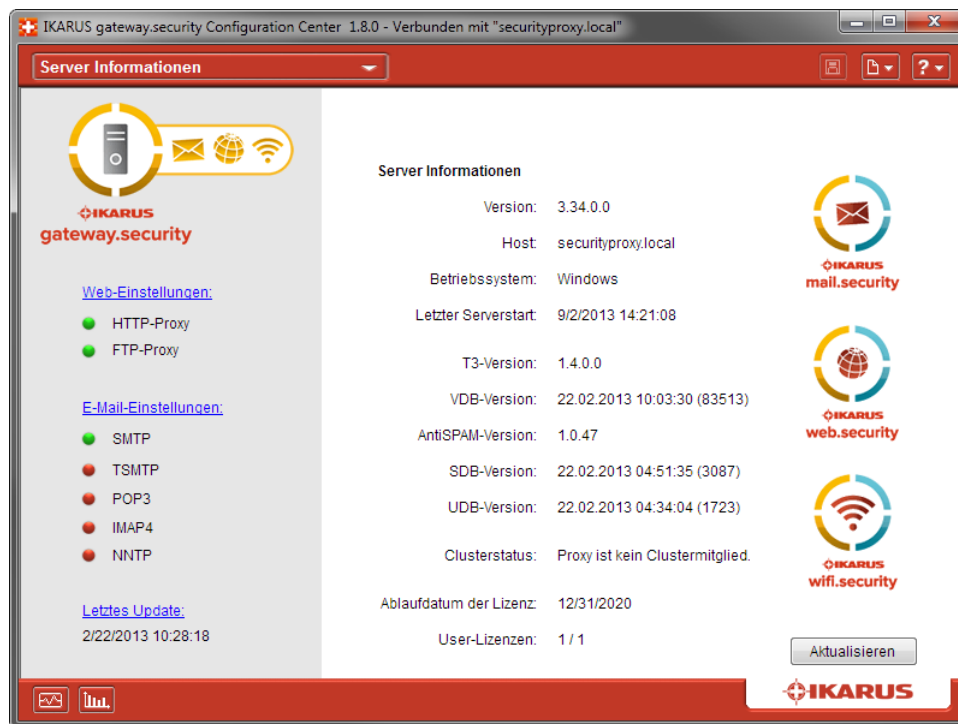 IKARUS gateway.security Configuration Center 1.8.0 - Verbunden mit "securityproxy.local"
Server Informationen
?
IKARUS
gateway.security
Web-Einstellungen:
HTTP-Proxy
FTP-Proxy
E-Mail-Einstellungen:
SMTP
TSMTP
POP3
IMAP4
NNTP
Letztes Update:
2/22/2013 10:28:18
Server Informationen
Version: 3.34.0.0
Host: securityproxy.local
Betriebssystem: Windows
Letzter Serverstart: 9/2/2013 14:21:08
T3-Version: 1.4.0.0
VDB-Version: 22.02.2013 10:03:30 (83513)
AntiSPAM-Version: 1.0.47
SDB-Version: 22.02.2013 04:51:35 (3087)
UDB-Version: 22.02.2013 04:34:04 (1723)
Clusterstatus: Proxy ist kein Clustermitglied.
Ablaufdatum der Lizenz: 12/31/2020
User-Lizenzen: 1 / 1
IKARUS
mail.security
IKARUS
web.security
IKARUS
wifi.security
Aktualisieren
IKARUS